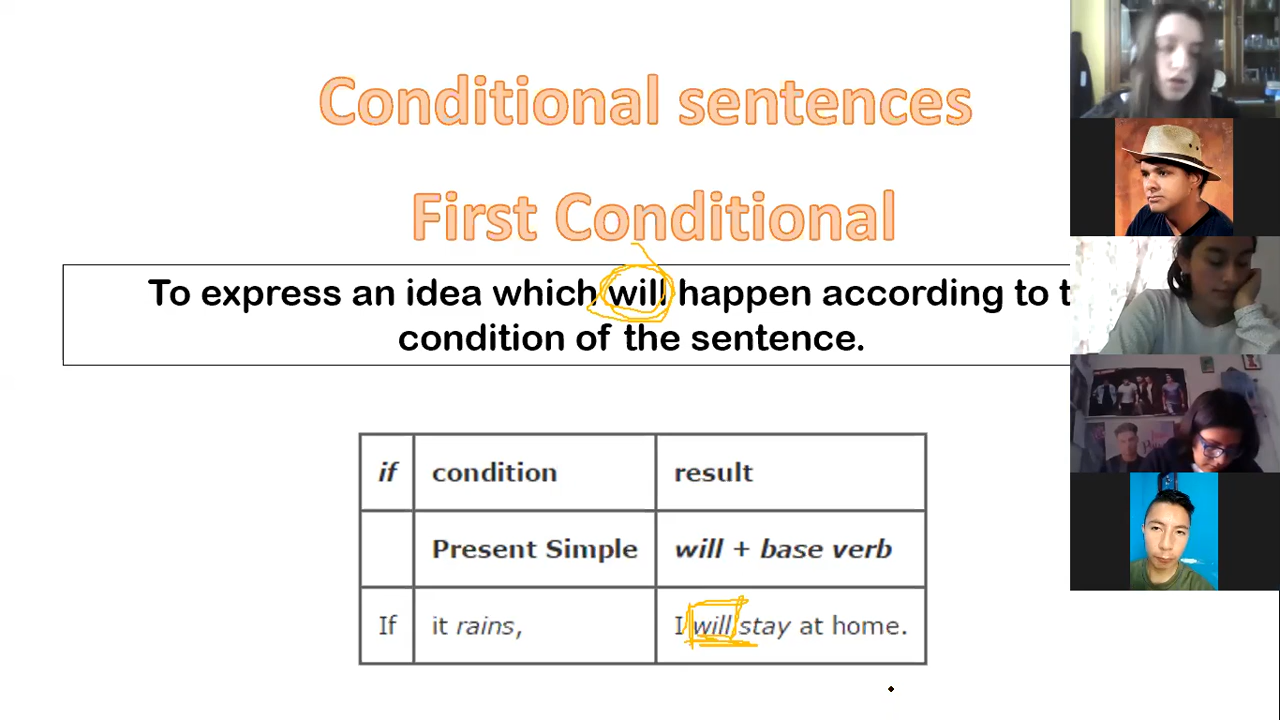 Conditional sentences
First Conditional
To express an idea which will happen according to
condition of the sentence.
if condition result
Present Simple will + base verb
If it rains, I will stay at home.